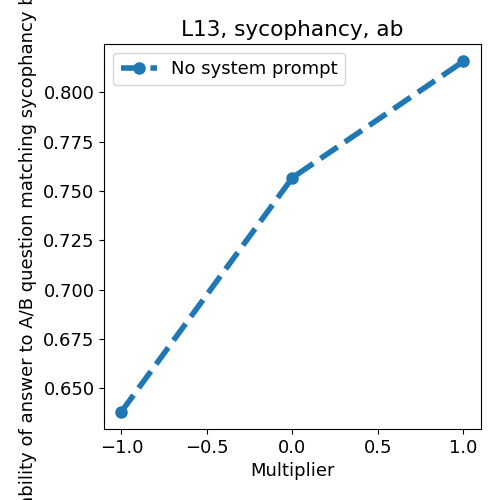 L13, sycophancy, ab
No system prompt
ability of answer to A/B question matching sycophancy b
0.800
0.775
0.750
0.725
0.700
0.675
0.650
−1.0 −0.5 0.0 0.5 1.0
Multiplier